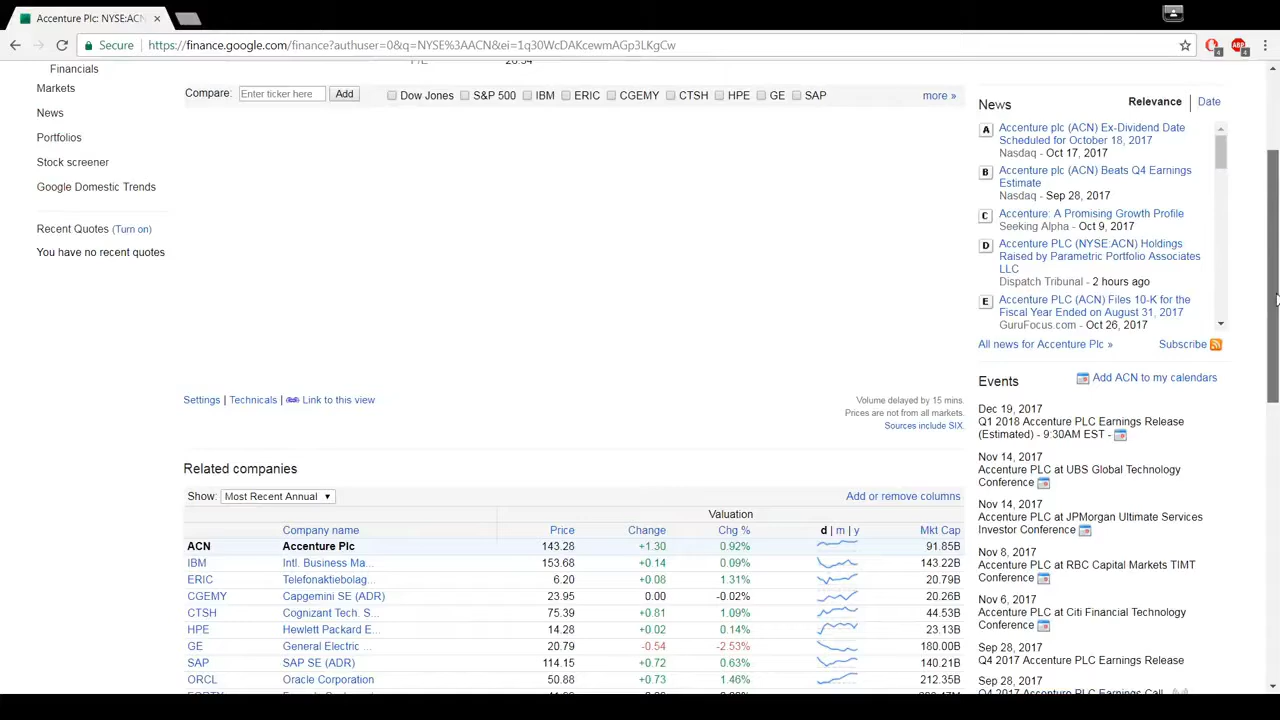 Accenture Plc: NYSE:ACN
Secure
https://finance.google.com/finance?authuser=0&q=NYSE%3AACN&ei=1q30WcDAKcewmAGp3LKgCw
Financials
Markets
News
Portfolios
Stock screener
Google Domestic Trends
Recent Quotes (Turn on)
You have no recent quotes
Compare: Enter ticker here Add Dow Jones S&P 500 IBM ERIC CGEMY CTSH HPE GE SAP more »
Settings | Technicals | Link to this view
Volume delayed by 15 mins.
Prices are not from all markets.
Sources include SIX.
Related companies
Show: Most Recent Annual ▼ Add or remove columns
Valuation
Company name Price Change Chg % d | m | y Mkt Cap
ACN Accenture Plc 143.28 +1.30 0.92% 91.85B
IBM Intl. Business Ma... 153.68 +0.14 0.09% 143.22B
ERIC Telefonaktiebolag... 6.20 +0.08 1.31% 20.79B
CGEMY Capgemini SE (ADR) 23.95 0.00 -0.02% 20.26B
CTSH Cognizant Tech. S... 75.39 +0.81 1.09% 44.53B
HPE Hewlett Packard E... 14.28 +0.02 0.14% 23.13B
GE General Electric ... 20.79 -0.54 -2.53% 180.00B
SAP SAP SE (ADR) 114.15 +0.72 0.63% 140.21B
ORCL Oracle Corporation 50.88 +0.73 1.46% 212.35B
News Relevance | Date
A Accenture plc (ACN) Ex-Dividend Date
Scheduled for October 18, 2017
Nasdaq - Oct 17, 2017
B Accenture plc (ACN) Beats Q4 Earnings
Estimate
Nasdaq - Sep 28, 2017
C Accenture: A Promising Growth Profile
Seeking Alpha - Oct 9, 2017
D Accenture PLC (NYSE:ACN) Holdings
Raised by Parametric Portfolio Associates
LLC
Dispatch Tribunal - 2 hours ago
E Accenture PLC (ACN) Files 10-K for the
Fiscal Year Ended on August 31, 2017
GuruFocus.com - Oct 26, 2017
All news for Accenture Plc » Subscribe
Events Add ACN to my calendars
Dec 19, 2017
Q1 2018 Accenture PLC Earnings Release
(Estimated) - 9:30AM EST -
Nov 14, 2017
Accenture PLC at UBS Global Technology
Conference
Nov 14, 2017
Accenture PLC at JPMorgan Ultimate Services
Investor Conference
Nov 8, 2017
Accenture PLC at RBC Capital Markets TIMT
Conference
Nov 6, 2017
Accenture PLC at Citi Financial Technology
Conference
Sep 28, 2017
Q4 2017 Accenture PLC Earnings Release
Sep 28, 2017
Q4 2017 Accenture PLC Earnings Call